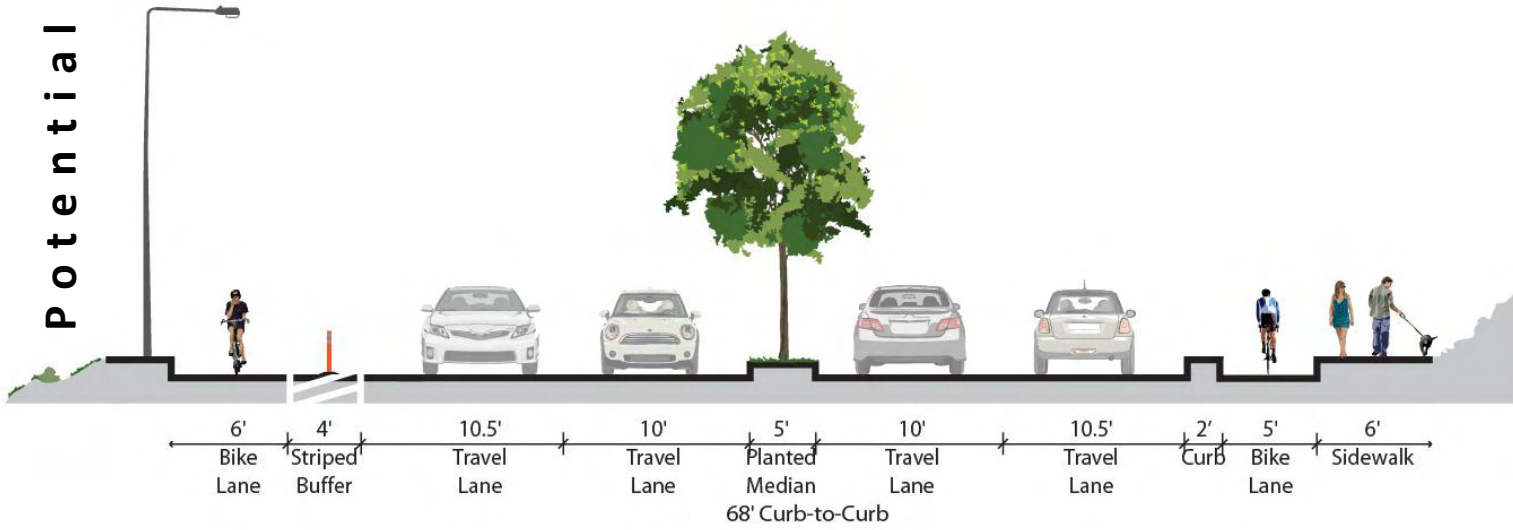 Potential
6' 4' 10.5' 10' 5' 10' 10.5' 2' 5' 6'
Bike Striped Travel Travel Planted Travel Travel Curb Bike Sidewalk
Lane Buffer Lane Lane Median Lane Lane Lane
68' Curb-to-Curb